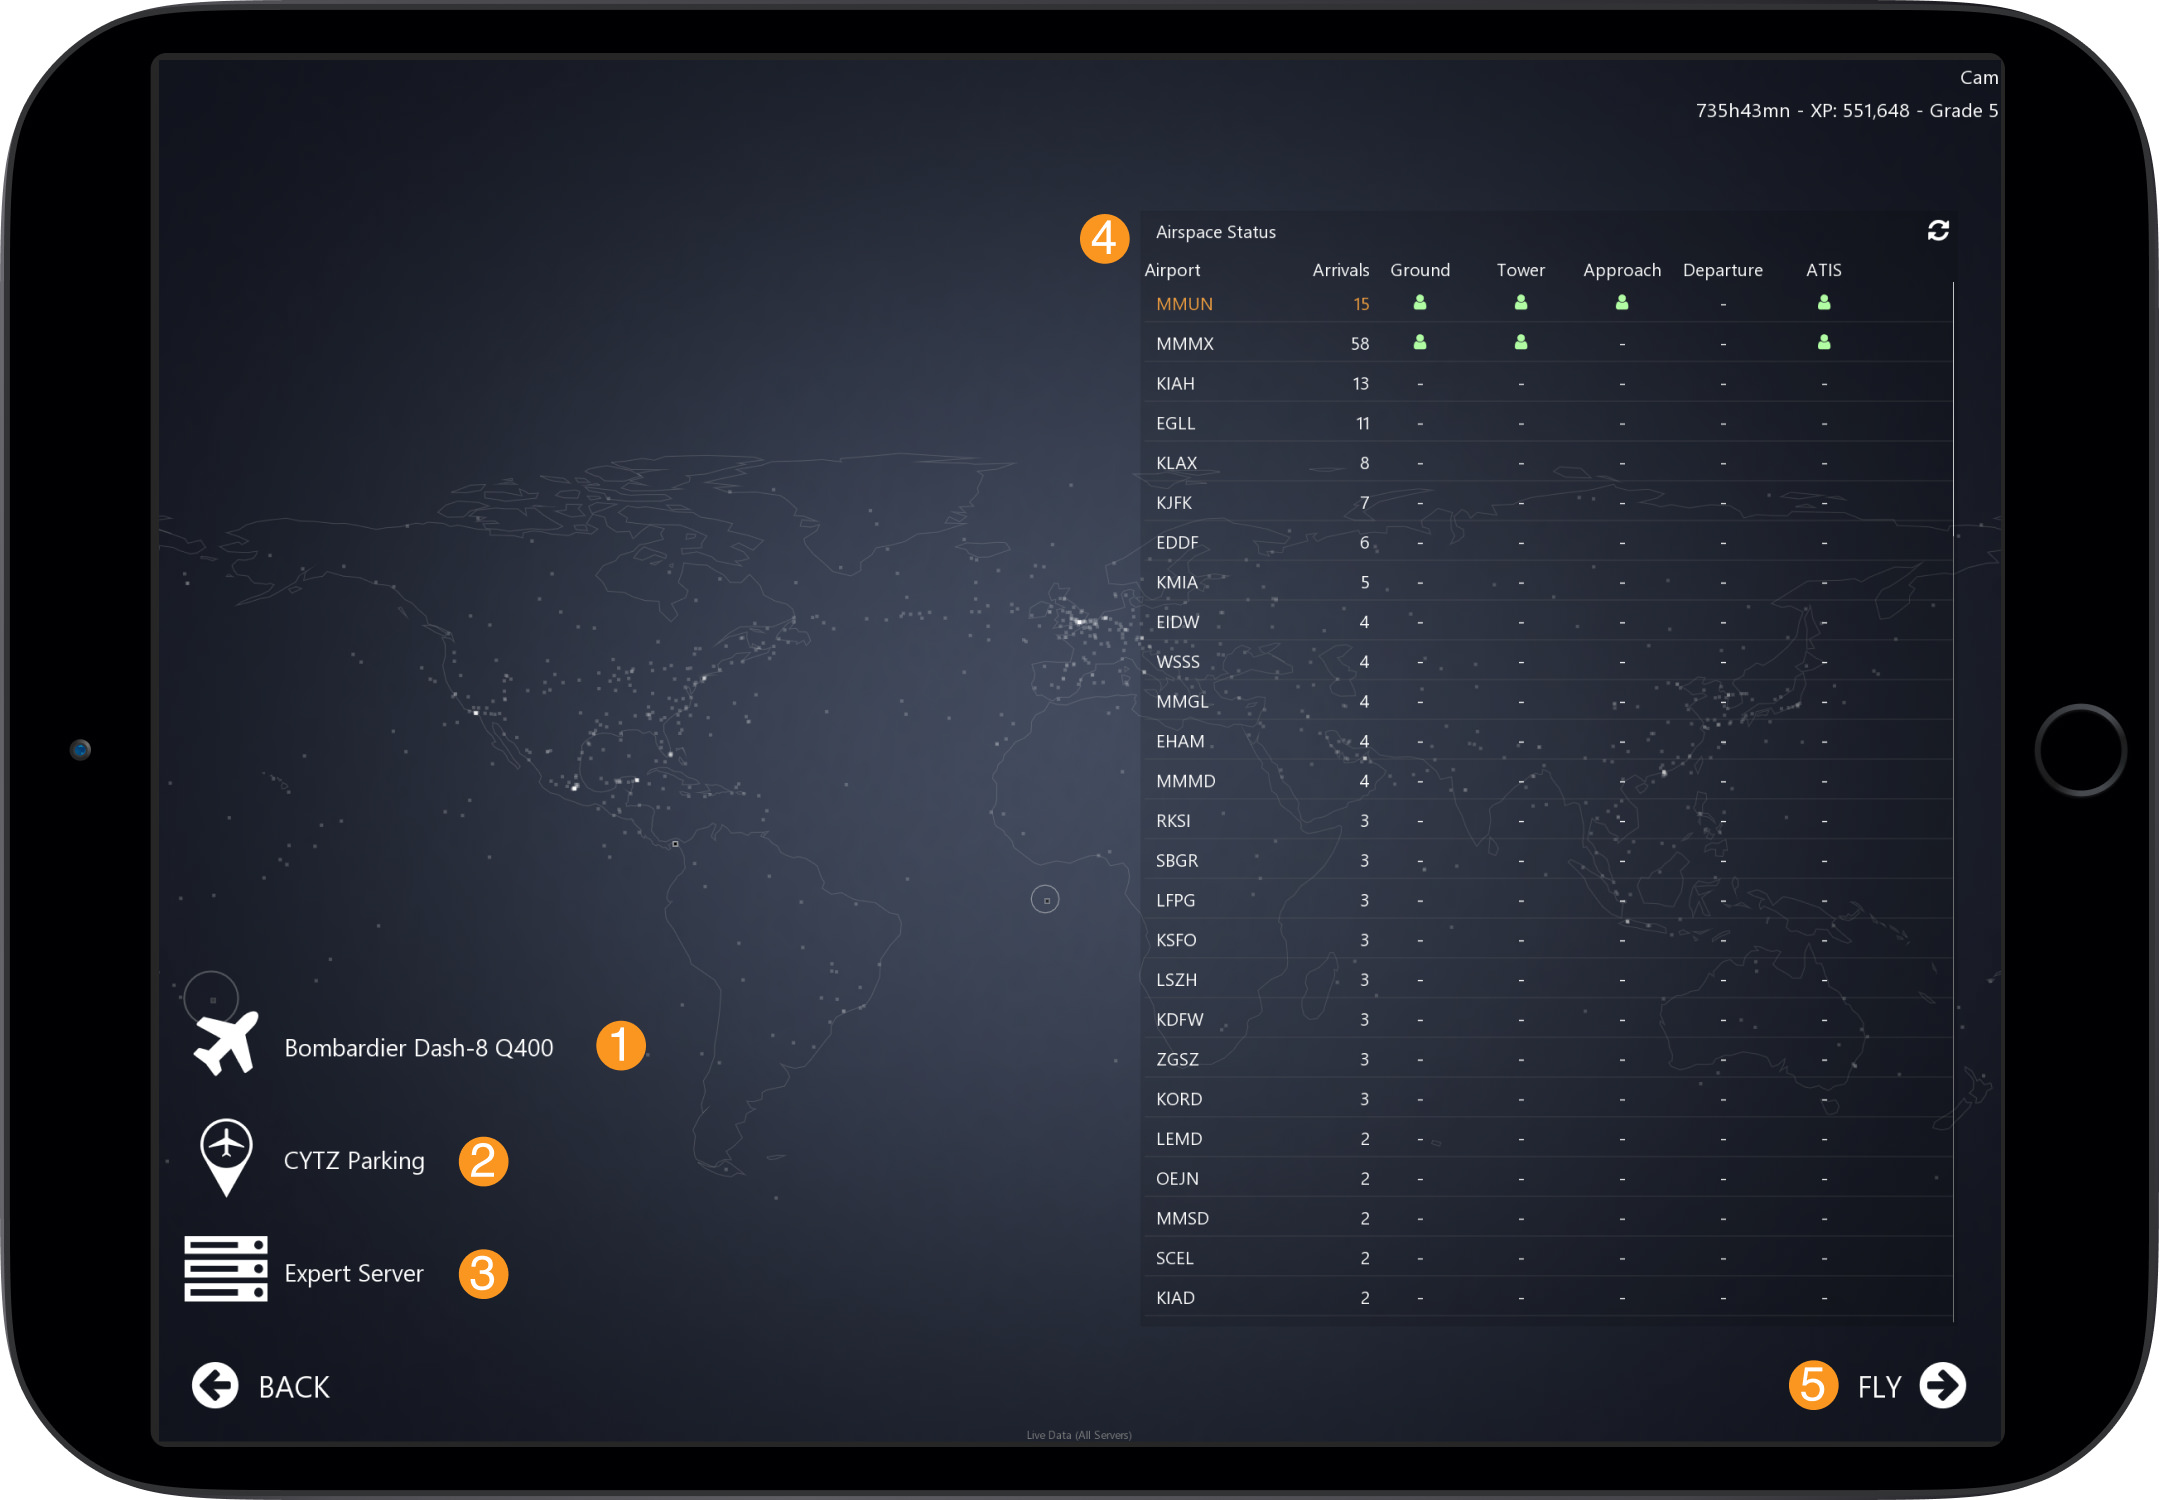 Cam
735h43mn - XP: 551,648 - Grade 5
4 Airspace Status
Airport Arrivals Ground Tower Approach Departure ATIS
MMUN 15 -
MMMX 58 - -
KIAH 13 - - - - -
EGLL 11 - - - - -
KLAX 8 - - - - -
KJFK 7 - - - - -
EDDF 6 - - - - -
KMIA 5 - - - - -
EIDW 4 - - - - -
WSSS 4 - - - - -
MMGL 4 - - - - -
EHAM 4 - - - - -
MMMD 4 - - - - -
RKSI 3 - - - - -
SBGR 3 - - - - -
LFPG 3 - - - - -
KSFO 3 - - - - -
LSZH 3 - - - - -
KDFW 3 - - - - -
ZGSZ 3 - - - - -
KORD 3 - - - - -
LEMD 2 - - - - -
OEJN 2 - - - - -
MMSD 2 - - - - -
SCEL 2 - - - - -
KIAD 2 - - - - -
Bombardier Dash-8 Q400 1
CYTZ Parking 2
Expert Server 3
BACK
5 FLY
Live Data (All Servers)